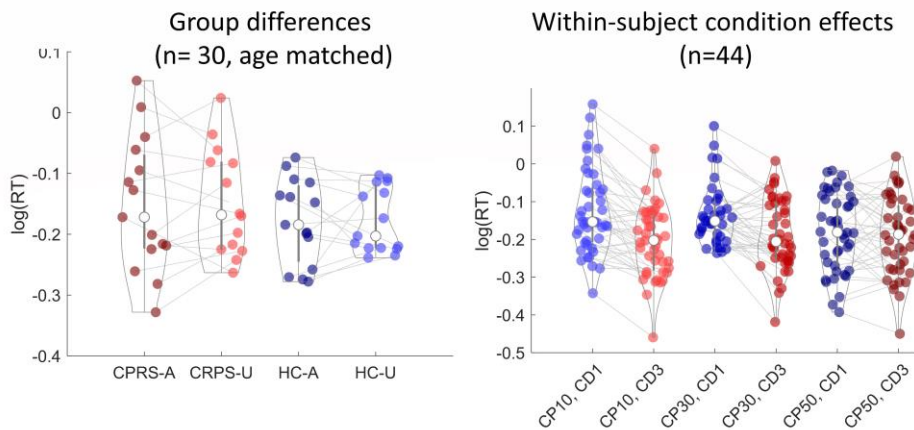 Group differences
(n= 30, age matched)
0.1
0
-0.1
-0.2
-0.3
-0.4
log(RT)
CPRS-A CRPS-U HC-A HC-U
Within-subject condition effects
(n=44)
0.1
0
-0.1
-0.2
-0.3
-0.4
-0.5
log(RT)
CP10, CD1
CP10, CD3
CP30, CD1
CP30, CD3
CP50, CD1
CP50, CD3